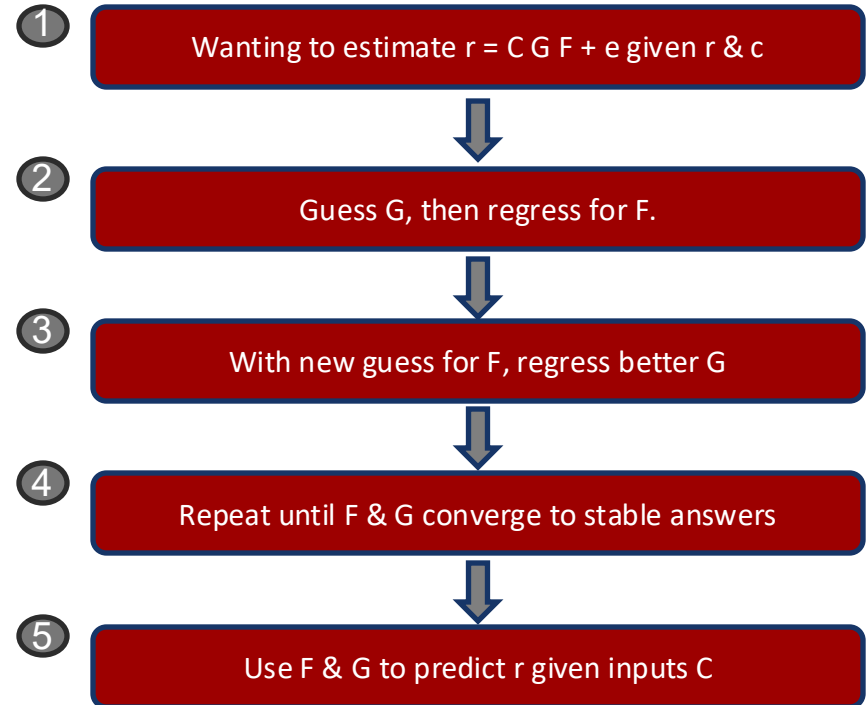 1
Wanting to estimate r = C G F + e given r & c
2
Guess G, then regress for F.
3
With new guess for F, regress better G
4
Repeat until F & G converge to stable answers
5
Use F & G to predict r given inputs C